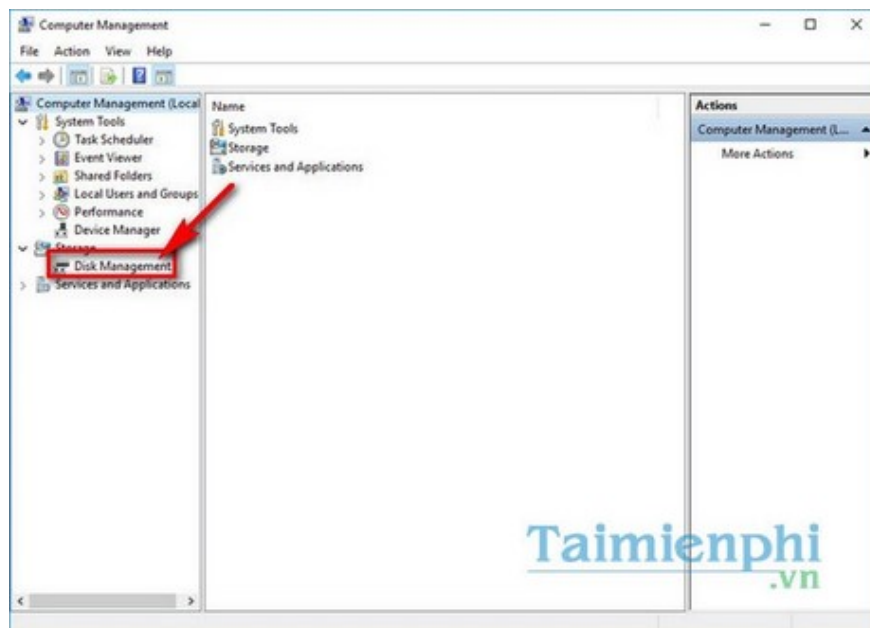 Computer Management
File Action View Help
Computer Management (Local
System Tools
Task Scheduler
Event Viewer
Shared Folders
Local Users and Groups
Performance
Device Manager
Storage
Disk Management
Services and Applications
Name
System Tools
Storage
Services and Applications
Actions
Computer Management (L...
More Actions
Taimienphi
.vn